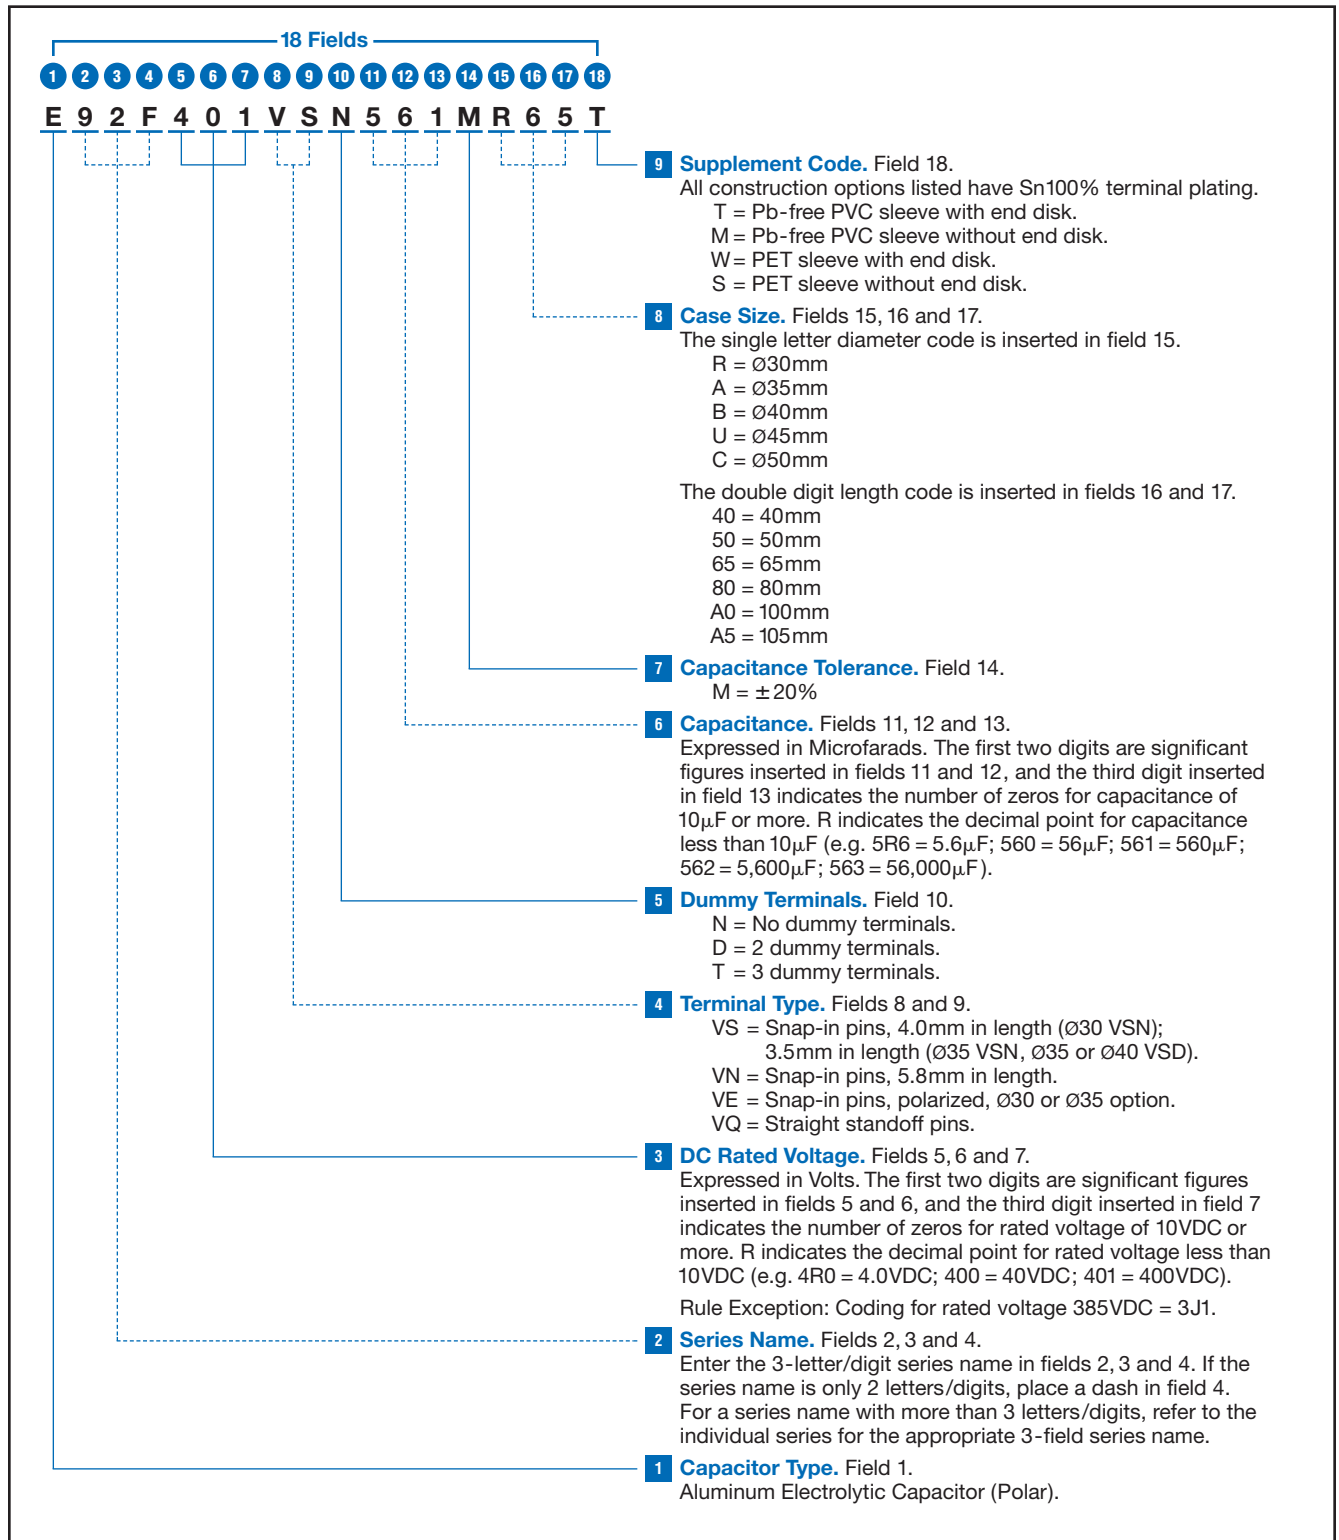 18 Fields
1 2 3 4 5 6 7 8 9 10 11 12 13 14 15 16 17 18
E 9 2 F 4 0 1 V S N 5 6 1 M R 6 5 T
9 Supplement Code. Field 18.
All construction options listed have Sn100% terminal plating.
T = Pb-free PVC sleeve with end disk.
M = Pb-free PVC sleeve without end disk.
W = PET sleeve with end disk.
S = PET sleeve without end disk.
8 Case Size. Fields 15, 16 and 17.
The single letter diameter code is inserted in field 15.
R = Ø30mm
A = Ø35mm
B = Ø40mm
U = Ø45mm
C = Ø50mm
The double digit length code is inserted in fields 16 and 17.
40 = 40mm
50 = 50mm
65 = 65mm
80 = 80mm
A0 = 100mm
A5 = 105mm
7 Capacitance Tolerance. Field 14.
M = ±20%
6 Capacitance. Fields 11, 12 and 13.
Expressed in Microfarads. The first two digits are significant
figures inserted in fields 11 and 12, and the third digit inserted
in field 13 indicates the number of zeros for capacitance of
10µF or more. R indicates the decimal point for capacitance
less than 10µF (e.g. 5R6 = 5.6µF; 560 = 56µF; 561 = 560µF;
562 = 5,600µF; 563 = 56,000µF).
5 Dummy Terminals. Field 10.
N = No dummy terminals.
D = 2 dummy terminals.
T = 3 dummy terminals.
4 Terminal Type. Fields 8 and 9.
VS = Snap-in pins, 4.0mm in length (Ø30 VSN);
3.5mm in length (Ø35 VSN, Ø35 or Ø40 VSD).
VN = Snap-in pins, 5.8mm in length.
VE = Snap-in pins, polarized, Ø30 or Ø35 option.
VQ = Straight standoff pins.
3 DC Rated Voltage. Fields 5, 6 and 7.
Expressed in Volts. The first two digits are significant figures
inserted in fields 5 and 6, and the third digit inserted in field 7
indicates the number of zeros for rated voltage of 10VDC or
more. R indicates the decimal point for rated voltage less than
10VDC (e.g. 4R0 = 4.0VDC; 400 = 40VDC; 401 = 400VDC).
Rule Exception: Coding for rated voltage 385VDC = 3J1.
2 Series Name. Fields 2, 3 and 4.
Enter the 3-letter/digit series name in fields 2, 3 and 4. If the
series name is only 2 letters/digits, place a dash in field 4.
For a series name with more than 3 letters/digits, refer to the
individual series for the appropriate 3-field series name.
1 Capacitor Type. Field 1.
Aluminum Electrolytic Capacitor (Polar).